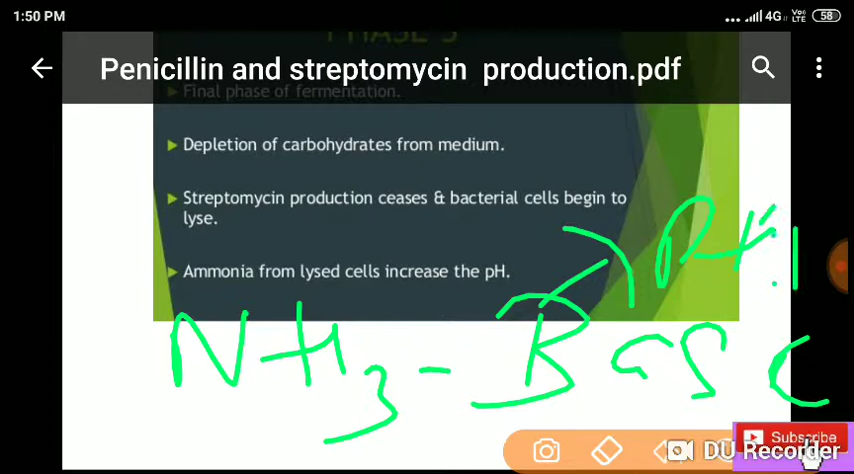 1:50 PM
4G
58
Penicillin and streptomycin production.pdf
PHASE-3
Final phase of fermentation.
Depletion of carbohydrates from medium.
Streptomycin production ceases & bacterial cells begin to
lyse.
Ammonia from lysed cells increase the pH.
NH3 -
Subscribe
DU Recorder